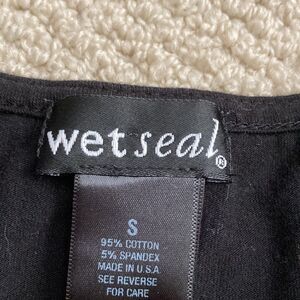 wetseal®
S
95% COTTON
5% SPANDEX
MADE IN U.S.A
SEE REVERSE
FOR CARE